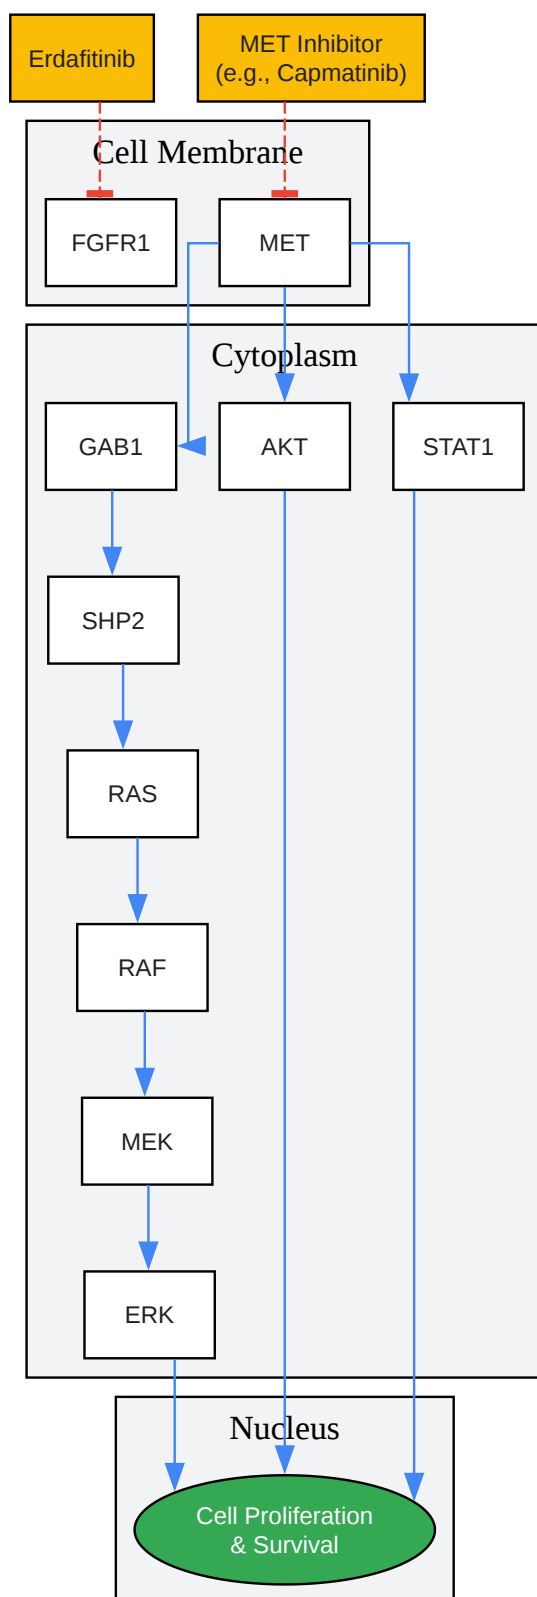 Erdafitinib
MET Inhibitor
(e.g., Capmatinib)
Cell Membrane
FGFR1
MET
Cytoplasm
GAB1
AKT
STAT1
SHP2
RAS
RAF
MEK
ERK
Nucleus
Cell Proliferation
& Survival